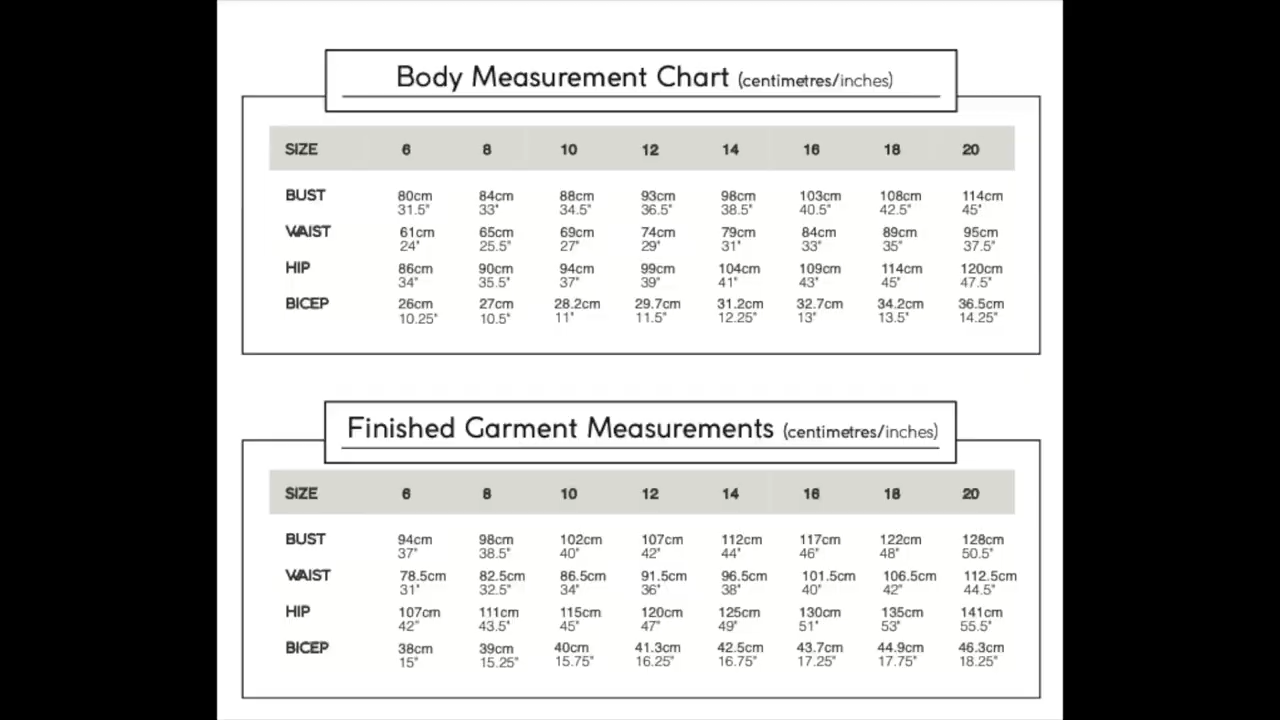 Body Measurement Chart (centimetres/inches)
SIZE 6 8 10 12 14 16 18 20
BUST 80cm 84cm 88cm 93cm 98cm 103cm 108cm 114cm
31.5" 33" 34.5" 36.5" 38.5" 40.5" 42.5" 45"
WAIST 61cm 65cm 69cm 74cm 79cm 84cm 89cm 95cm
24" 25.5" 27" 29" 31" 33" 35" 37.5"
HIP 86cm 90cm 94cm 99cm 104cm 109cm 114cm 120cm
34" 35.5" 37" 39" 41" 43" 45" 47.5"
BICEP 26cm 27cm 28.2cm 29.7cm 31.2cm 32.7cm 34.2cm 36.5cm
10.25" 10.5" 11" 11.5" 12.25" 13" 13.5" 14.25"
Finished Garment Measurements (centimetres/inches)
SIZE 6 8 10 12 14 16 18 20
BUST 94cm 98cm 102cm 107cm 112cm 117cm 122cm 128cm
37" 38.5" 40" 42" 44" 46" 48" 50.5"
WAIST 78.5cm 82.5cm 86.5cm 91.5cm 96.5cm 101.5cm 106.5cm 112.5cm
31" 32.5" 34" 36" 38" 40" 42" 44.5"
HIP 107cm 111cm 115cm 120cm 125cm 130cm 135cm 141cm
42" 43.5" 45" 47" 49" 51" 53" 55.5"
BICEP 38cm 39cm 40cm 41.3cm 42.5cm 43.7cm 44.9cm 46.3cm
15" 15.25" 15.75" 16.25" 16.75" 17.25" 17.75" 18.25"